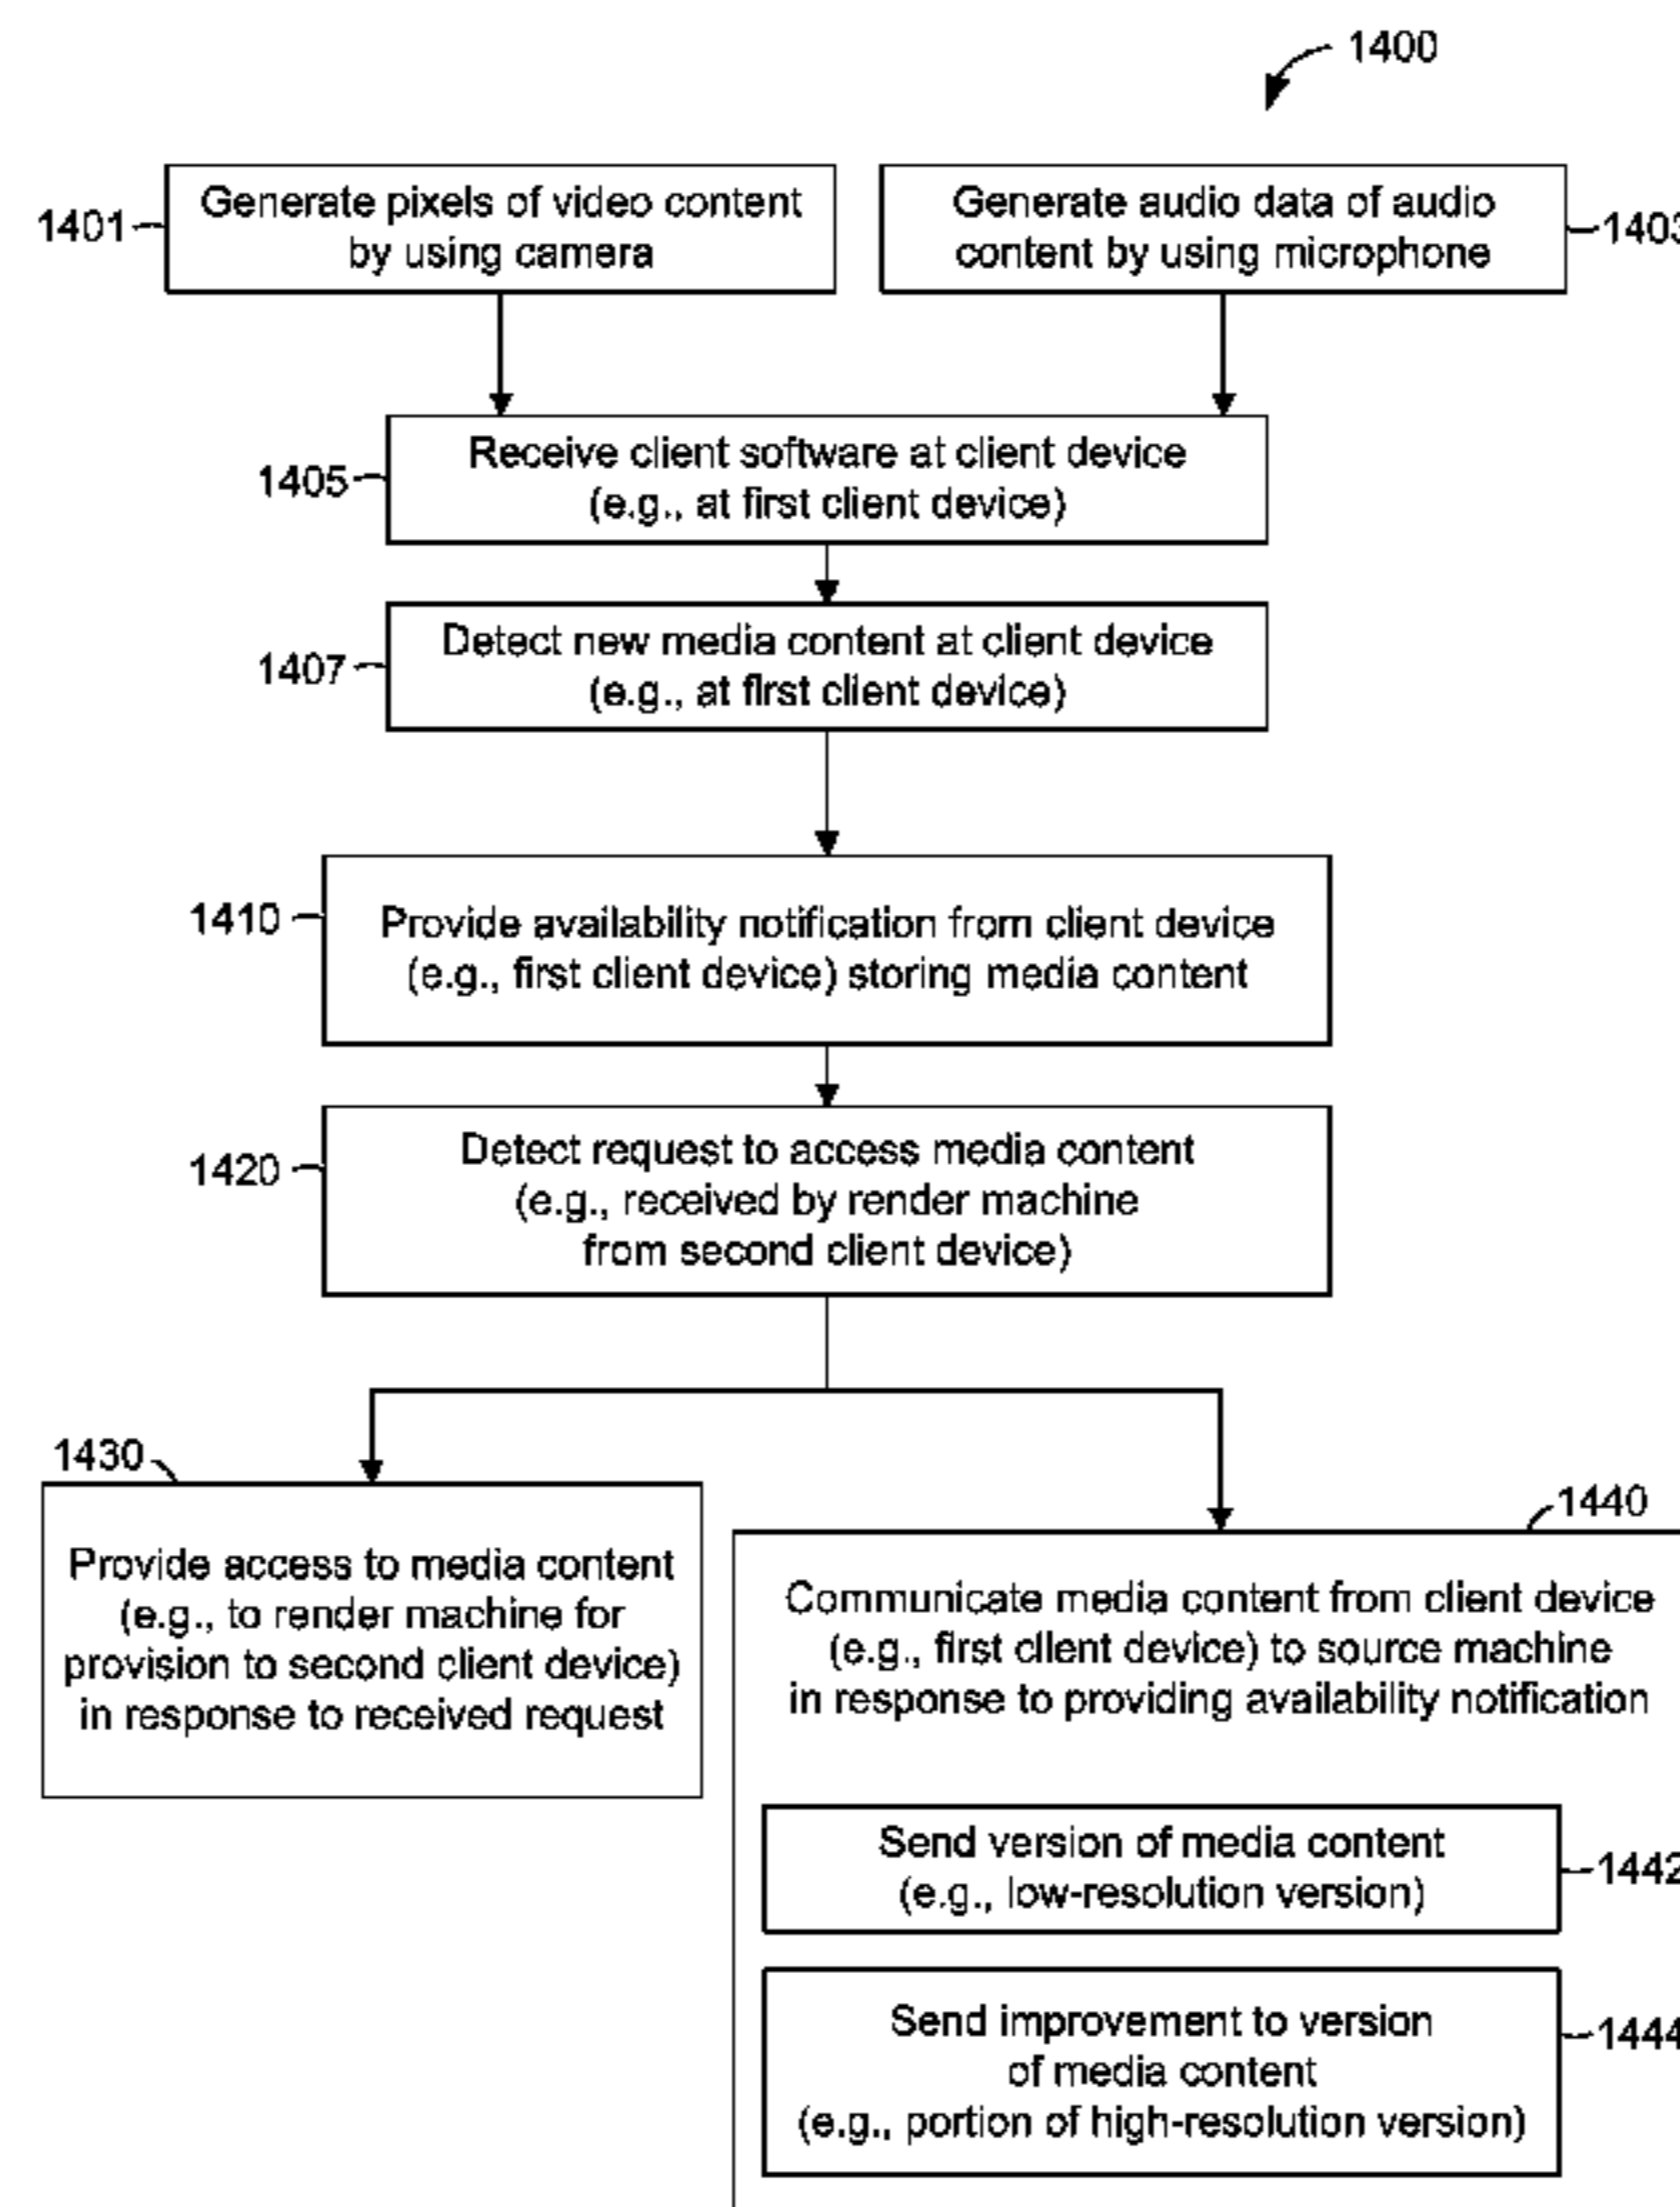 1400
1401
Generate pixels of video content
by using camera
Generate audio data of audio
content by using microphone
1403
1405
Receive client software at client device
(e.g., at first client device)
1407
Detect new media content at client device
(e.g., at first client device)
1410
Provide availability notification from client device
(e.g., first client device) storing media content
1420
Detect request to access media content
(e.g., received by render machine
from second client device)
1430
Provide access to media content
(e.g., to render machine for
provision to second client device)
in response to received request
1440
Communicate media content from client device
(e.g., first client device) to source machine
in response to providing availability notification
Send version of media content
(e.g., low-resolution version)
1442
Send improvement to version
of media content
(e.g., portion of high-resolution version)
1444